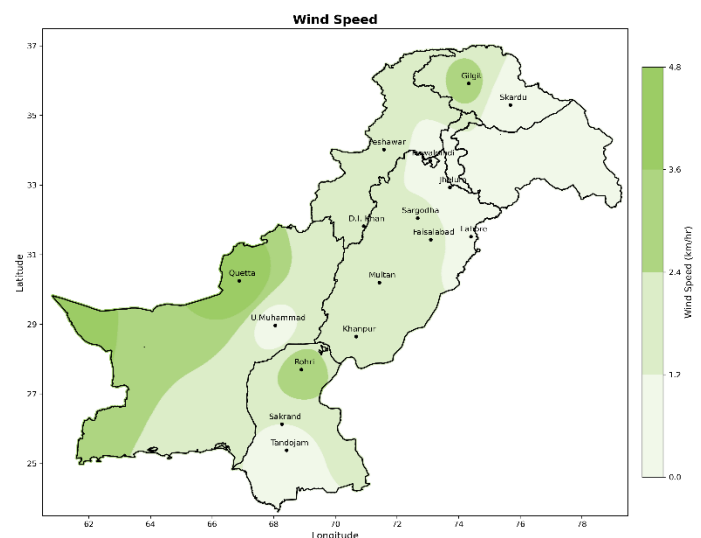 Wind Speed
37
35
33
31
29
27
25
Latitude
Gilgit
Skardu
Peshawar
Rawalpindi
Jhelum
D.I. Khan
Sargodha
Faisalabad
Lahore
Quetta
Multan
U.Muhammad
Khanpur
Rohri
Sakrand
Tandojam
62 64 66 68 70 72 74 76 78
Longitude
4.8
3.6
2.4
1.2
0.0
Wind Speed (km/hr)